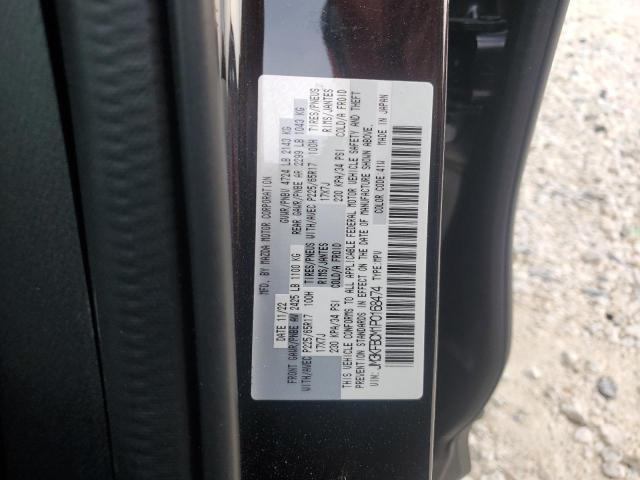 MFD. BY MAZDA MOTOR CORPORATION
DATE 11/22 GVWR/PNBV 4724 LB 2143 KG
FRONT GAWR/PNBE AV 2425 LB 1100 KG REAR GAWR/PNBE AR 2299 LB 1043 KG
TIRES/PNEUS TIRES/PNEUS
WITH/AVEC P225/65R17 100H RIMS/JANTES WITH/AVEC P225/65R17 100H RIMS/JANTES
17X7J 17X7J
230 KPA/34 PSI COLD/A FROID 230 KPA/34 PSI COLD/A FROID
THIS VEHICLE CONFORMS TO ALL APPLICABLE FEDERAL MOTOR VEHICLE SAFETY AND THEFT
PREVENTION STANDARDS IN EFFECT ON THE DATE OF MANUFACTURE SHOWN ABOVE.
VIN: JM3KFBCM1P0168474 TYPE:MPV COLOR CODE 41W MADE IN JAPAN